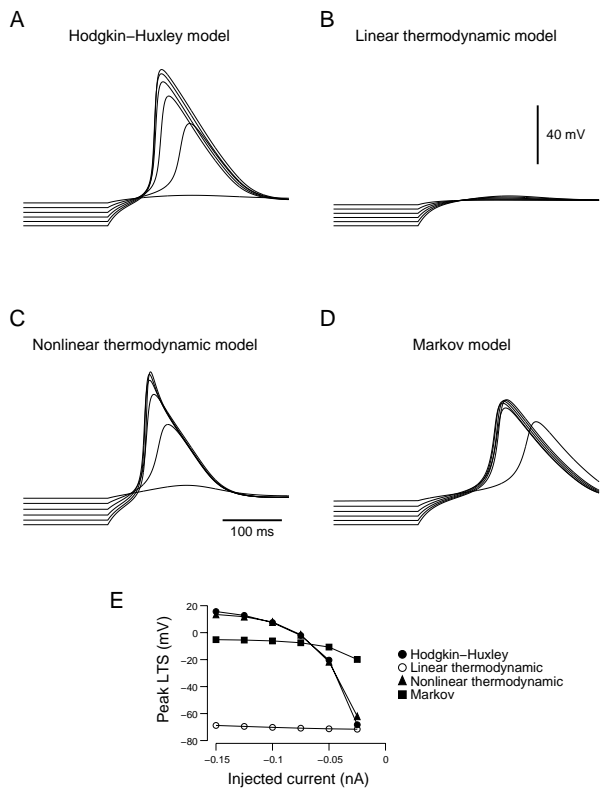 A
Hodgkin−Huxley model
B
Linear thermodynamic model
40 mV
C
Nonlinear thermodynamic model
D
Markov model
100 ms
E
Peak LTS (mV)
20
0
−20
−40
−60
−80
−0.15
−0.1
−0.05
0
Injected current (nA)
Hodgkin−Huxley
Linear thermodynamic
Nonlinear thermodynamic
Markov